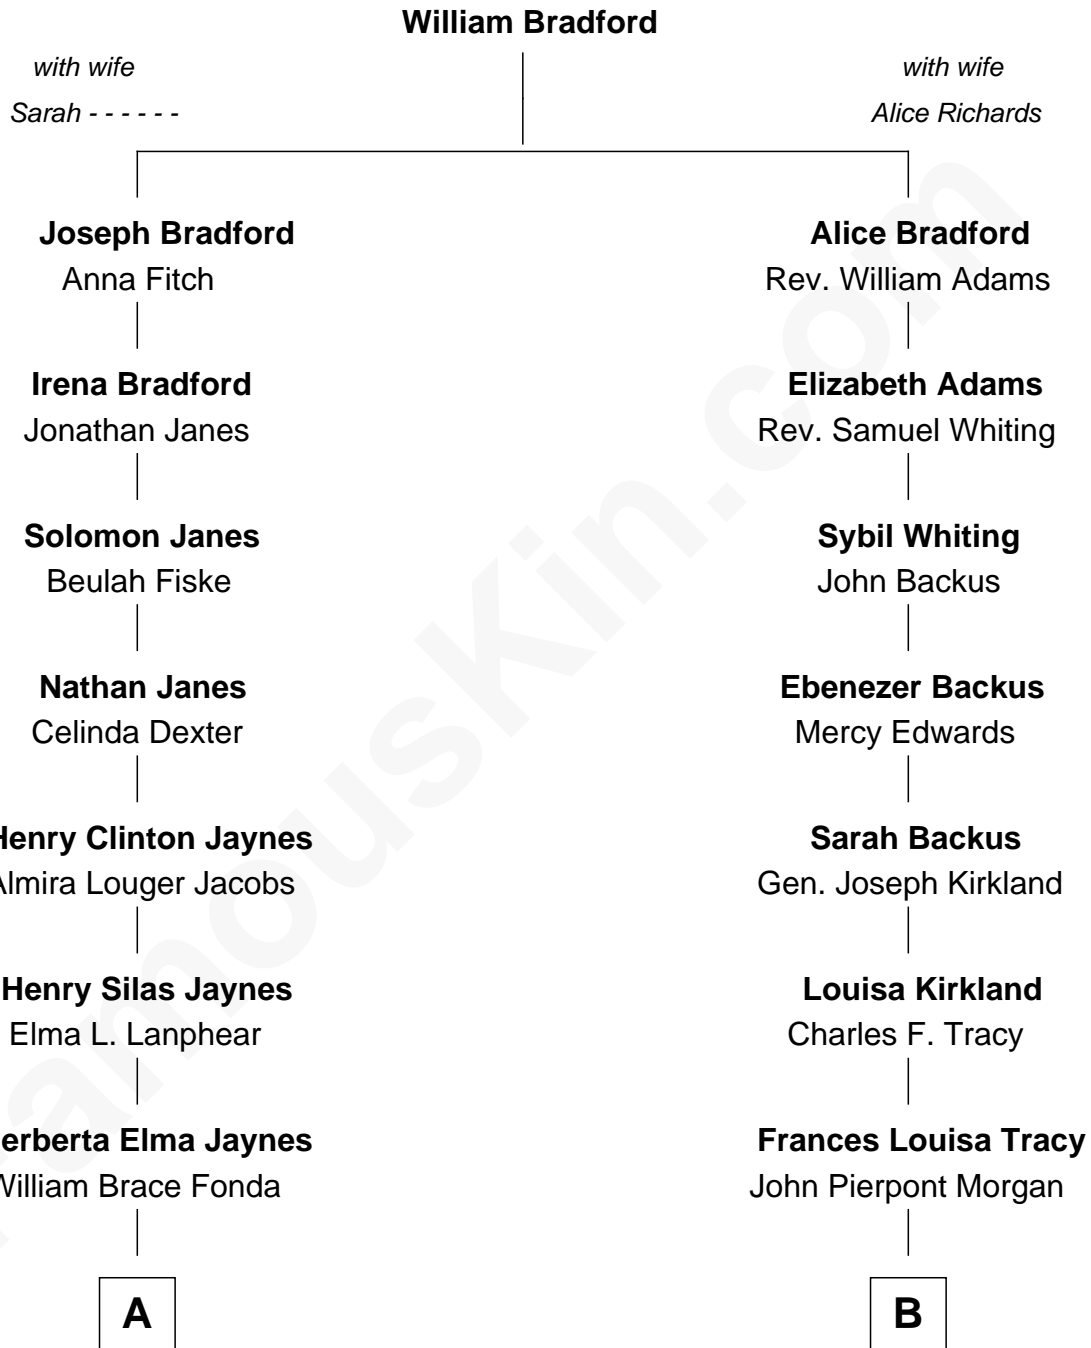 William Bradford
with wife
Sarah - - - - - -
with wife
Alice Richards
Joseph Bradford
Anna Fitch
Alice Bradford
Rev. William Adams
Irena Bradford
Jonathan Janes
Elizabeth Adams
Rev. Samuel Whiting
Solomon Janes
Beulah Fiske
Sybil Whiting
John Backus
Nathan Janes
Celinda Dexter
Ebenezer Backus
Mercy Edwards
Henry Clinton Jaynes
Almira Louger Jacobs
Sarah Backus
Gen. Joseph Kirkland
Henry Silas Jaynes
Elma L. Lanphear
Louisa Kirkland
Charles F. Tracy
erberta Elma Jaynes
William Brace Fonda
Frances Louisa Tracy
John Pierpont Morgan
A
B
FamousKin.com